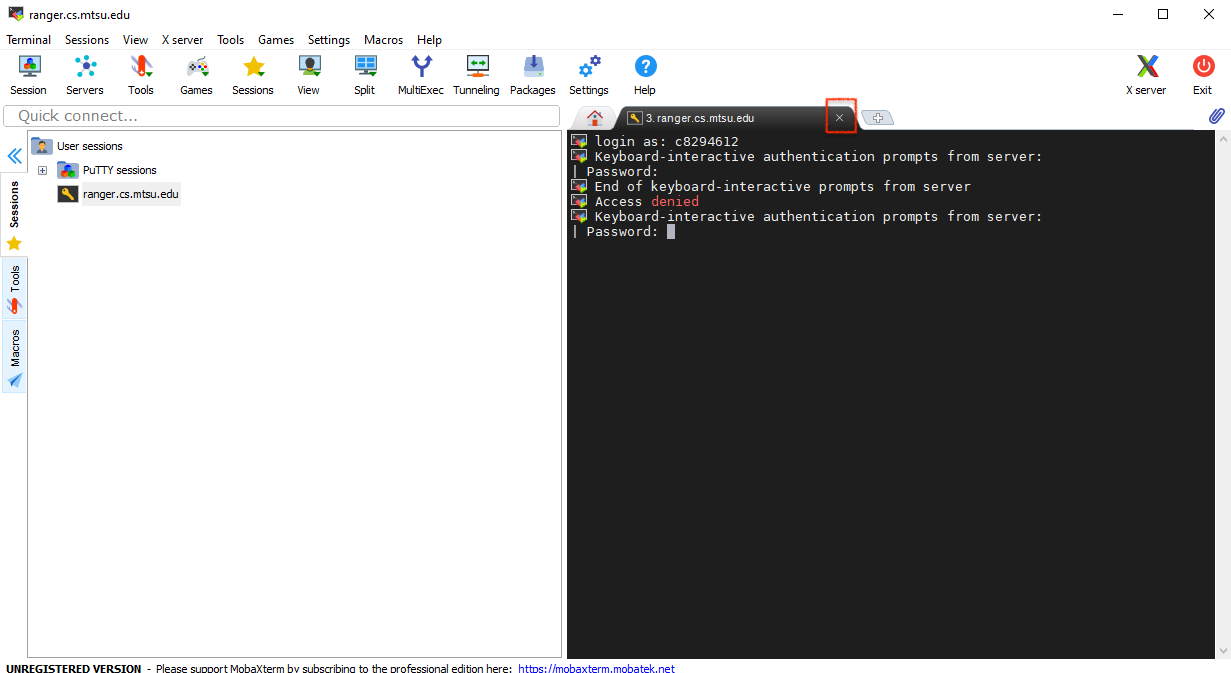 ranger.cs.mtsu.edu
Terminal Sessions View X server Tools Games Settings Macros Help
Session Servers Tools Games Sessions View Split MultiExec Tunneling Packages Settings Help X server Exit
Quick connect...
3. ranger.cs.mtsu.edu
User sessions
PuTTY sessions
ranger.cs.mtsu.edu
Sessions
Tools
Macros
login as: c8294612
Keyboard-interactive authentication prompts from server:
| Password:
End of keyboard-interactive prompts from server
Access denied
Keyboard-interactive authentication prompts from server:
| Password:
UNREGISTERED VERSION - Please support MobaXterm by subscribing to the professional edition here: https://mobaxterm.mobatek.net